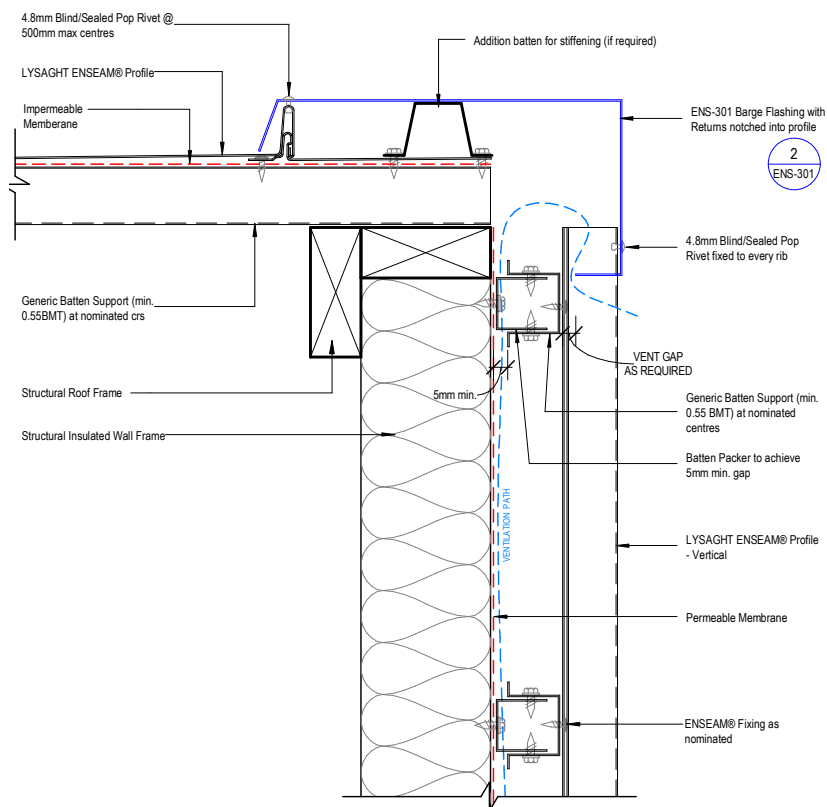 4.8mm Blind/Sealed Pop Rivet @
500mm max centres
LYSAGHT ENSEAM® Profile
Impermeable
Memberane
Addition batten for stiffening (if required)
ENS-301 Barge Flashing with
Returns notched into profile
2
ENS-301
4.8mm Blind/Sealed Pop
Rivet fixed to every rib
Generic Batten Support (min.
0.55BMT) at nominated crs
VENT GAP
AS REQUIRED
Structural Roof Frame
5mm min.
Generic Batten Support (min.
0.55 BMT) at nominated
centres
Structural Insulated Wall Frame
Batten Packer to achieve
5mm min. gap
VENTILATION PATH
LYSAGHT ENSEAM® Profile
- Vertical
Permeable Membrane
ENSEAM® Fixing as
nominated